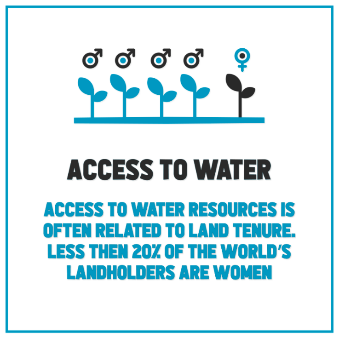 ACCESS TO WATER
ACCESS TO WATER RESOURCES IS
OFTEN RELATED TO LAND TENURE.
LESS THEN 20% OF THE WORLD'S
LANDHOLDERS ARE WOMEN